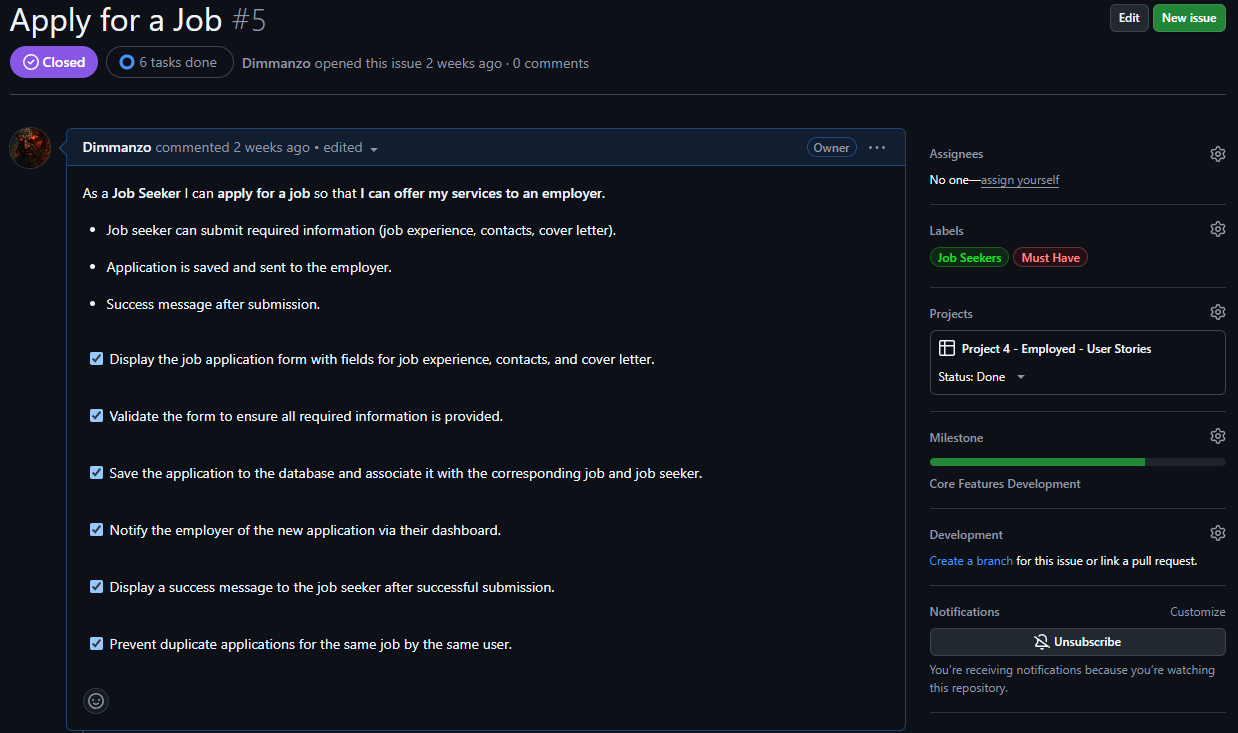 Apply for a Job #5
Edit
New issue
Closed
6 tasks done
Dimmanzo opened this issue 2 weeks ago · 0 comments
Dimmanzo commented 2 weeks ago • edited
Owner
As a Job Seeker I can apply for a job so that I can offer my services to an employer.
• Job seeker can submit required information (job experience, contacts, cover letter).
• Application is saved and sent to the employer.
• Success message after submission.
Display the job application form with fields for job experience, contacts, and cover letter.
Validate the form to ensure all required information is provided.
Save the application to the database and associate it with the corresponding job and job seeker.
Notify the employer of the new application via their dashboard.
Display a success message to the job seeker after successful submission.
Prevent duplicate applications for the same job by the same user.
Assignees
No one—assign yourself
Labels
Job Seekers
Must Have
Projects
Project 4 - Employed - User Stories
Status: Done
Milestone
Core Features Development
Development
Create a branch for this issue or link a pull request.
Notifications
Customize
Unsubscribe
You're receiving notifications because you're watching
this repository.